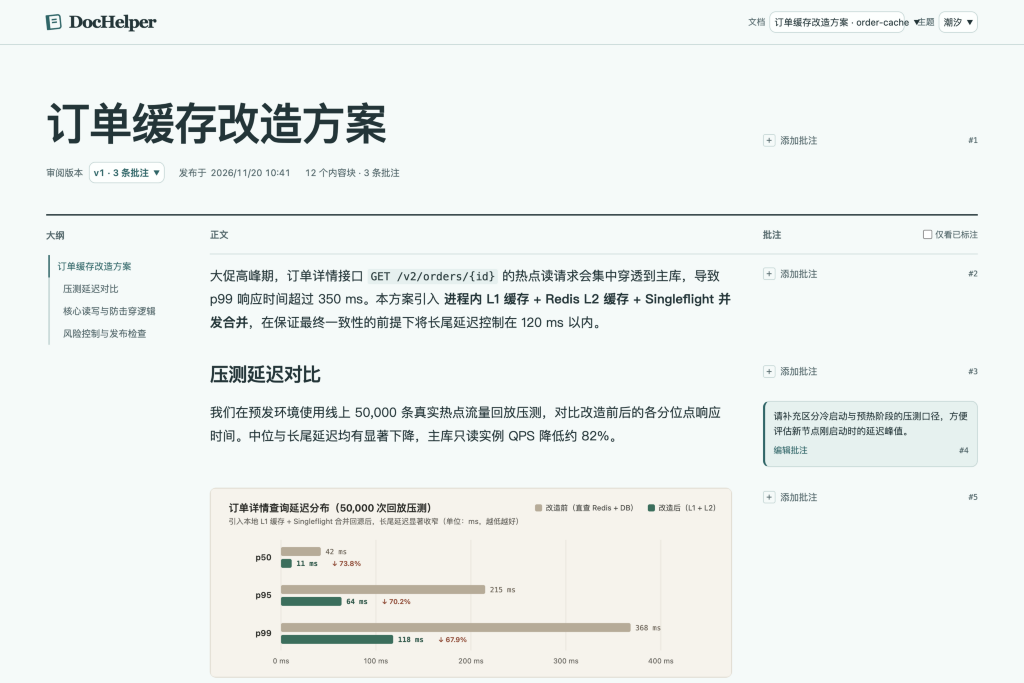 DocHelper
文档 订单缓存改造方案 · order-cache ▼ 主题 潮汐 ▼
订单缓存改造方案
+ 添加批注 #1
审阅版本 v1 · 3 条批注 ▼ 发布于 2026/11/20 10:41 12 个内容块 · 3 条批注
大纲
订单缓存改造方案
压测延迟对比
核心读写与防击穿逻辑
风险控制与发布检查
正文
大促高峰期，订单详情接口 GET /v2/orders/{id} 的热点读请求会集中穿透到主库，导致
p99 响应时间超过 350 ms。本方案引入 进程内 L1 缓存 + Redis L2 缓存 + Singleflight 并
发合并，在保证最终一致性的前提下将长尾延迟控制在 120 ms 以内。
压测延迟对比
我们在预发环境使用线上 50,000 条真实热点流量回放压测，对比改造前后的各分位点响应
时间。中位与长尾延迟均有显著下降，主库只读实例 QPS 降低约 82%。
订单详情查询延迟分布（50,000 次回放压测）
引入本地 L1 缓存 + Singleflight 合并回源后，长尾延迟显著收窄（单位：ms，越低越好）
改造前（直查 Redis + DB） 改造后（L1 + L2）
p50 42 ms
11 ms ↓ 73.8%
p95 215 ms
64 ms ↓ 70.2%
p99 368 ms
118 ms ↓ 67.9%
0 ms 100 ms 200 ms 300 ms 400 ms
批注 仅看已标注
+ 添加批注 #2
+ 添加批注 #3
请补充区分冷启动与预热阶段的压测口径，方便
评估新节点刚启动时的延迟峰值。
编辑批注 #4
+ 添加批注 #5